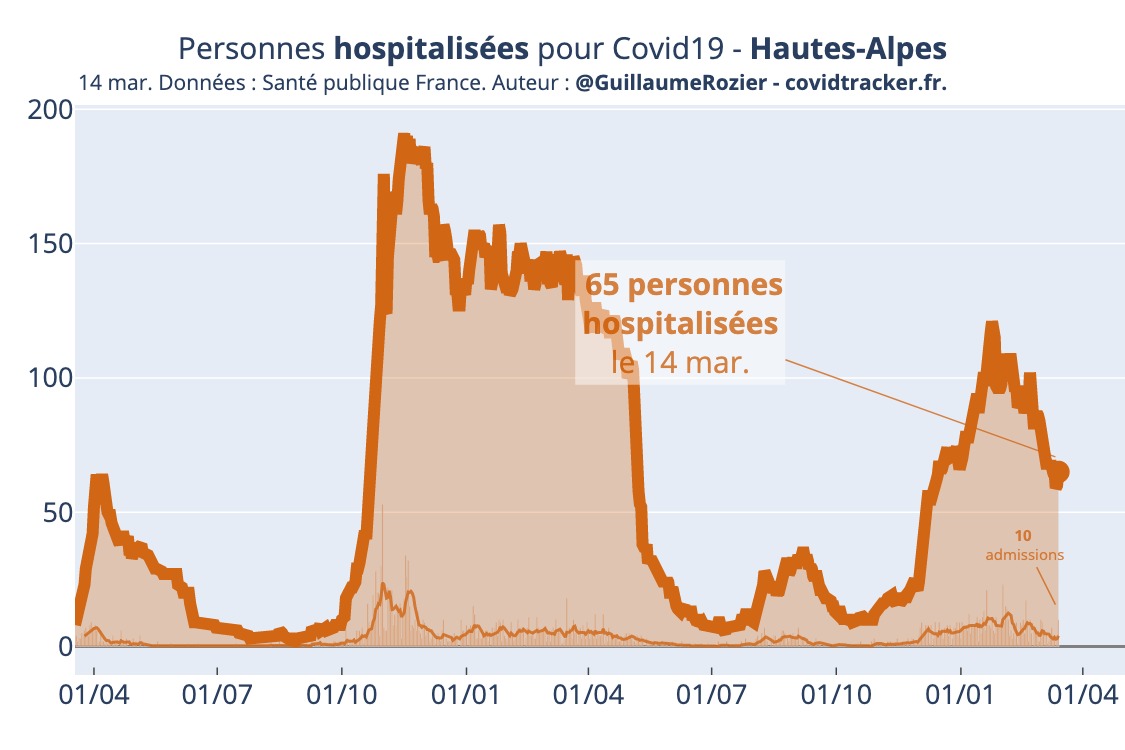 Personnes hospitalisées pour Covid19 - Hautes-Alpes
14 mar. Données : Santé publique France. Auteur : @GuillaumeRozier - covidtracker.fr.
200
150
100
50
0
65 personnes
hospitalisées
le 14 mar.
10
admissions
01/04 01/07 01/10 01/01 01/04 01/07 01/10 01/01 01/04